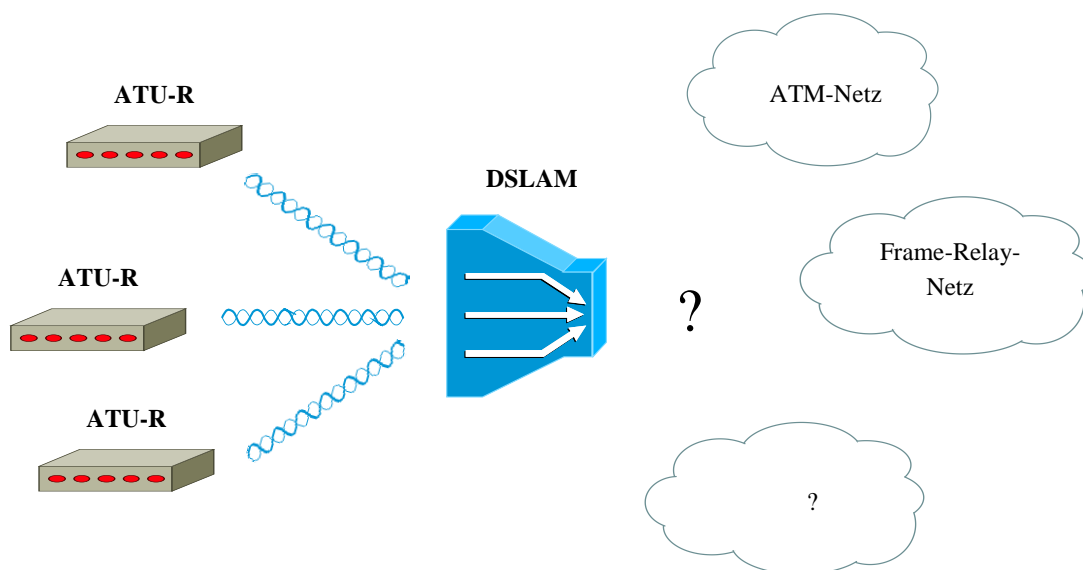 ATU-R
ATU-R
ATU-R
DSLAM
?
ATM-Netz
Frame-Relay-
Netz
?